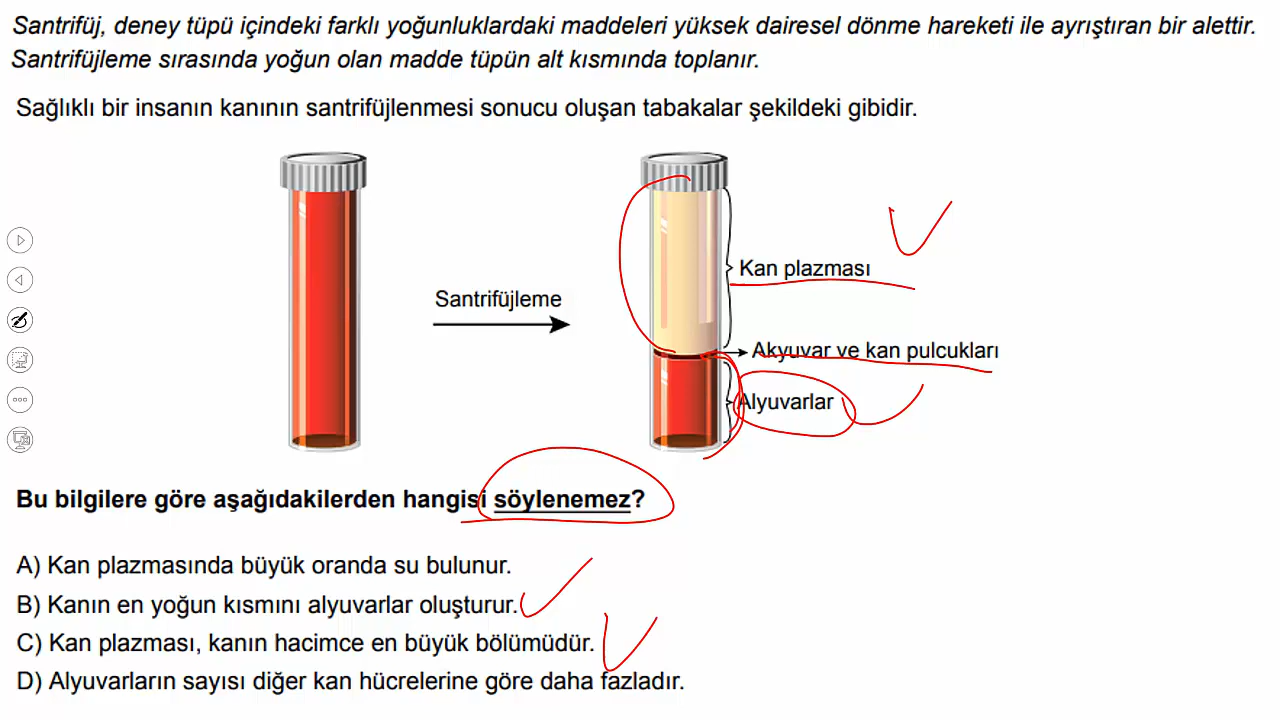 Santrifüj, deney tüpü içindeki farklı yoğunluklardaki maddeleri yüksek dairesel dönme hareketi ile ayrıştıran bir alettir.
Santrifüjleme sırasında yoğun olan madde tüpün alt kısmında toplanır.
Sağlıklı bir insanın kanının santrifüjlenmesi sonucu oluşan tabakalar şekildeki gibidir.
Kan plazması
Santrifüjleme
Akyuvar ve kan pulcukları
Alyuvarlar
Bu bilgilere göre aşağıdakilerden hangisi söylenemez?
A) Kan plazmasında büyük oranda su bulunur.
B) Kanın en yoğun kısmını alyuvarlar oluşturur.
C) Kan plazması, kanın hacimce en büyük bölümüdür.
D) Alyuvarların sayısı diğer kan hücrelerine göre daha fazladır.